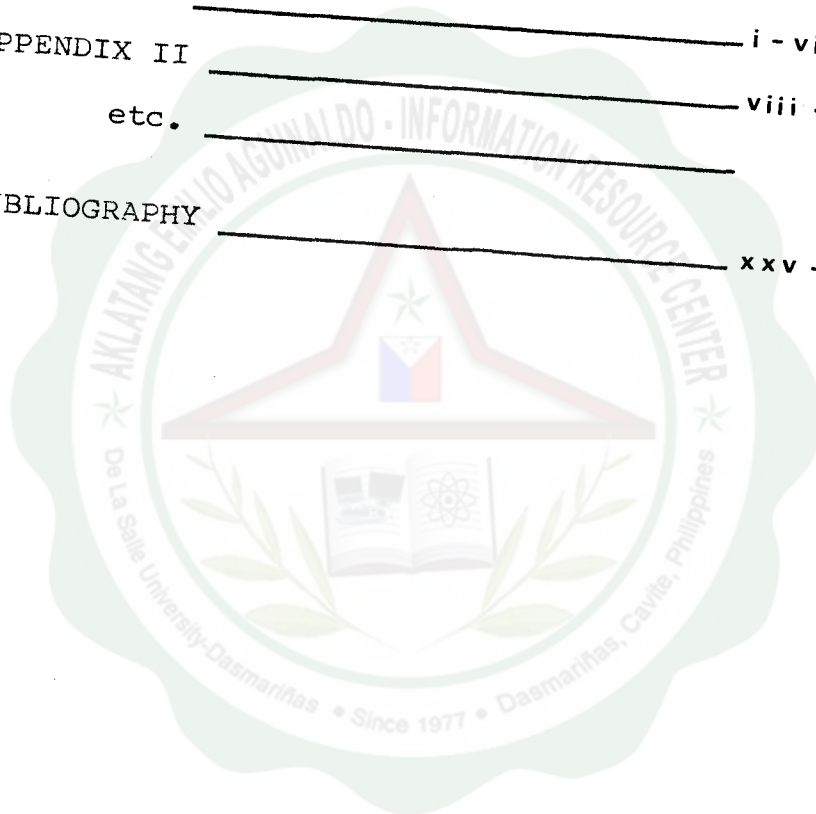 i - vi
PPENDIX II viii -
etc.
BLIOGRAPHY xxv -
AKLATANG EMILIO AGUINALDO - INFORMATION RESOURCE CENTER
De La Salle University-Dasmariñas • Since 1977 • Dasmariñas, Cavite, Philippines